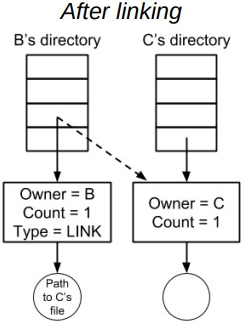 After linking
B's directory
C's directory
Owner = B
Count = 1
Type = LINK
Owner = C
Count = 1
Path
to C's
file